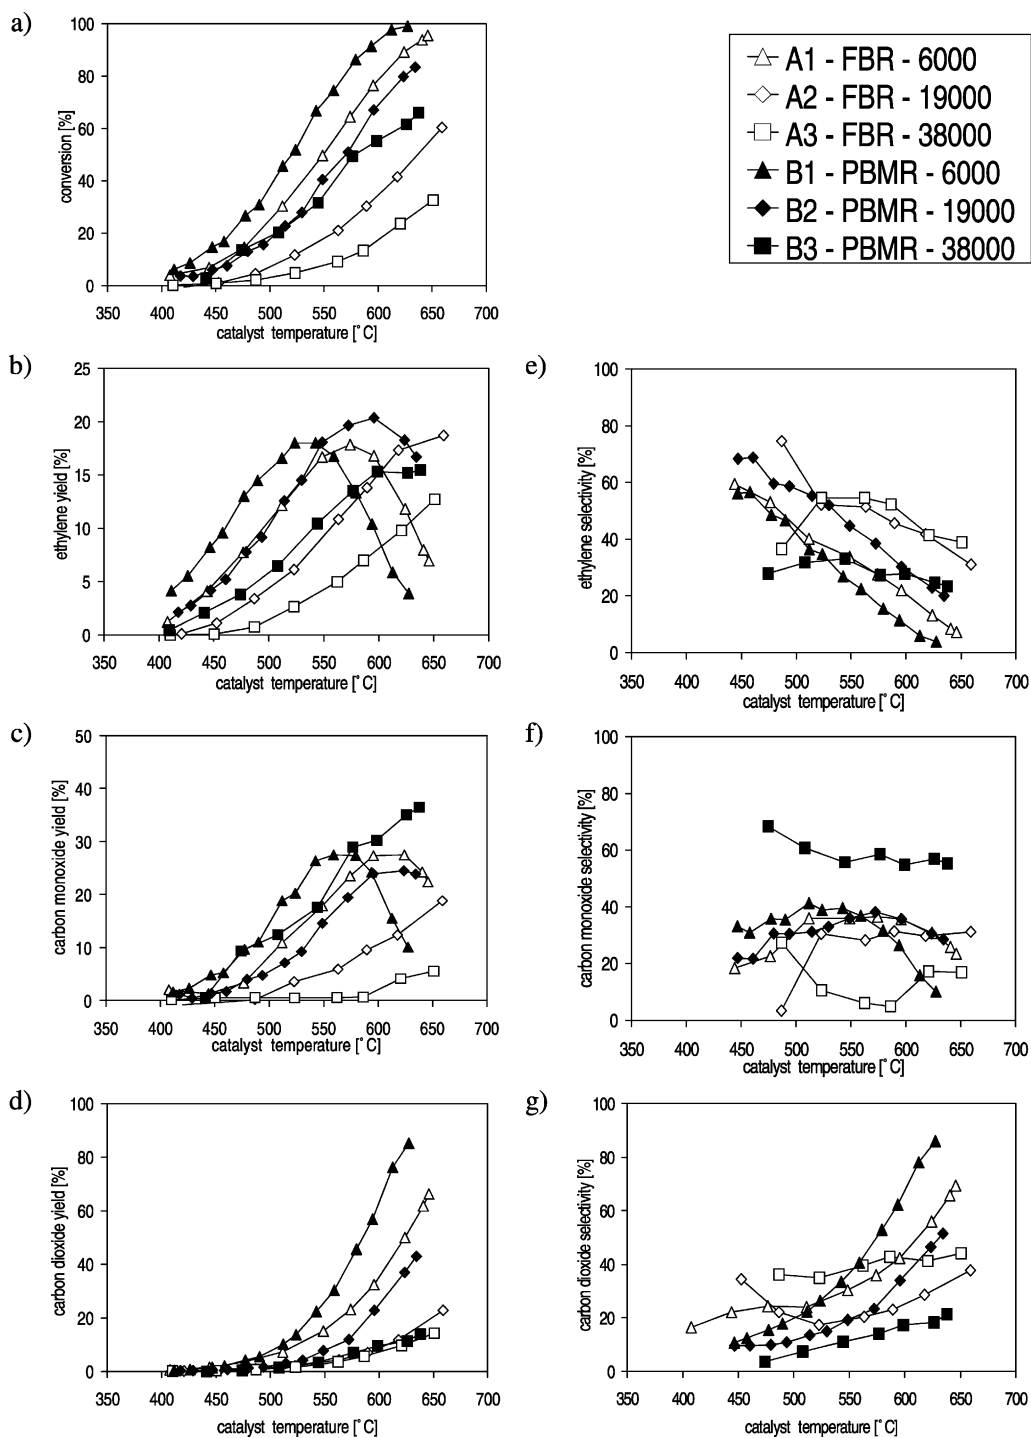 a)
conversion [%]
100
80
60
40
20
0
350 400 450 500 550 600 650 700
catalyst temperature [°C]
A1 - FBR - 6000
A2 - FBR - 19000
A3 - FBR - 38000
B1 - PBMR - 6000
B2 - PBMR - 19000
B3 - PBMR - 38000
b)
ethylene yield [%]
25
20
15
10
5
0
350 400 450 500 550 600 650 700
catalyst temperature [°C]
e)
ethylene selectivity [%]
100
80
60
40
20
0
350 400 450 500 550 600 650 700
catalyst temperature [°C]
c)
carbon monoxide yield [%]
50
40
30
20
10
0
350 400 450 500 550 600 650 700
catalyst temperature [°C]
f)
carbon monoxide selectivity [%]
100
80
60
40
20
0
350 400 450 500 550 600 650 700
catalyst temperature [°C]
d)
carbon dioxide yield [%]
100
80
60
40
20
0
350 400 450 500 550 600 650 700
catalyst temperature [°C]
g)
carbon dioxide selectivity [%]
100
80
60
40
20
0
350 400 450 500 550 600 650 700
catalyst temperature [°C]